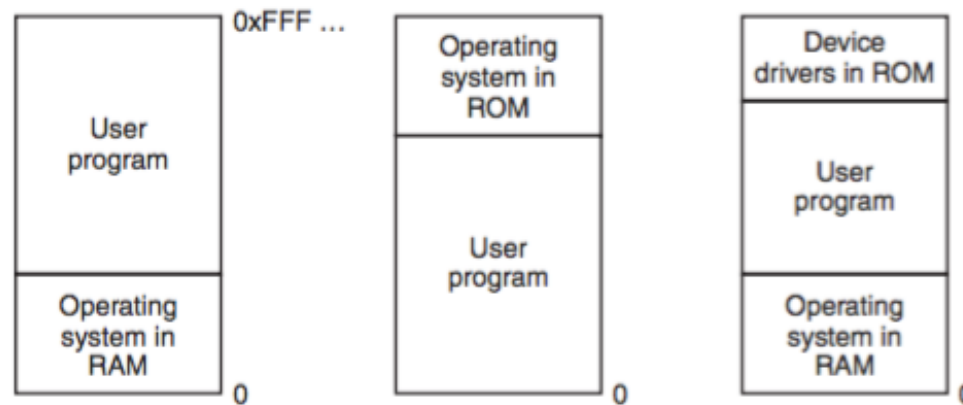 0xFFF ...
User
program
Operating
system in
RAM
0
Operating
system in
ROM
User
program
0
Device
drivers in ROM
User
program
Operating
system in
RAM